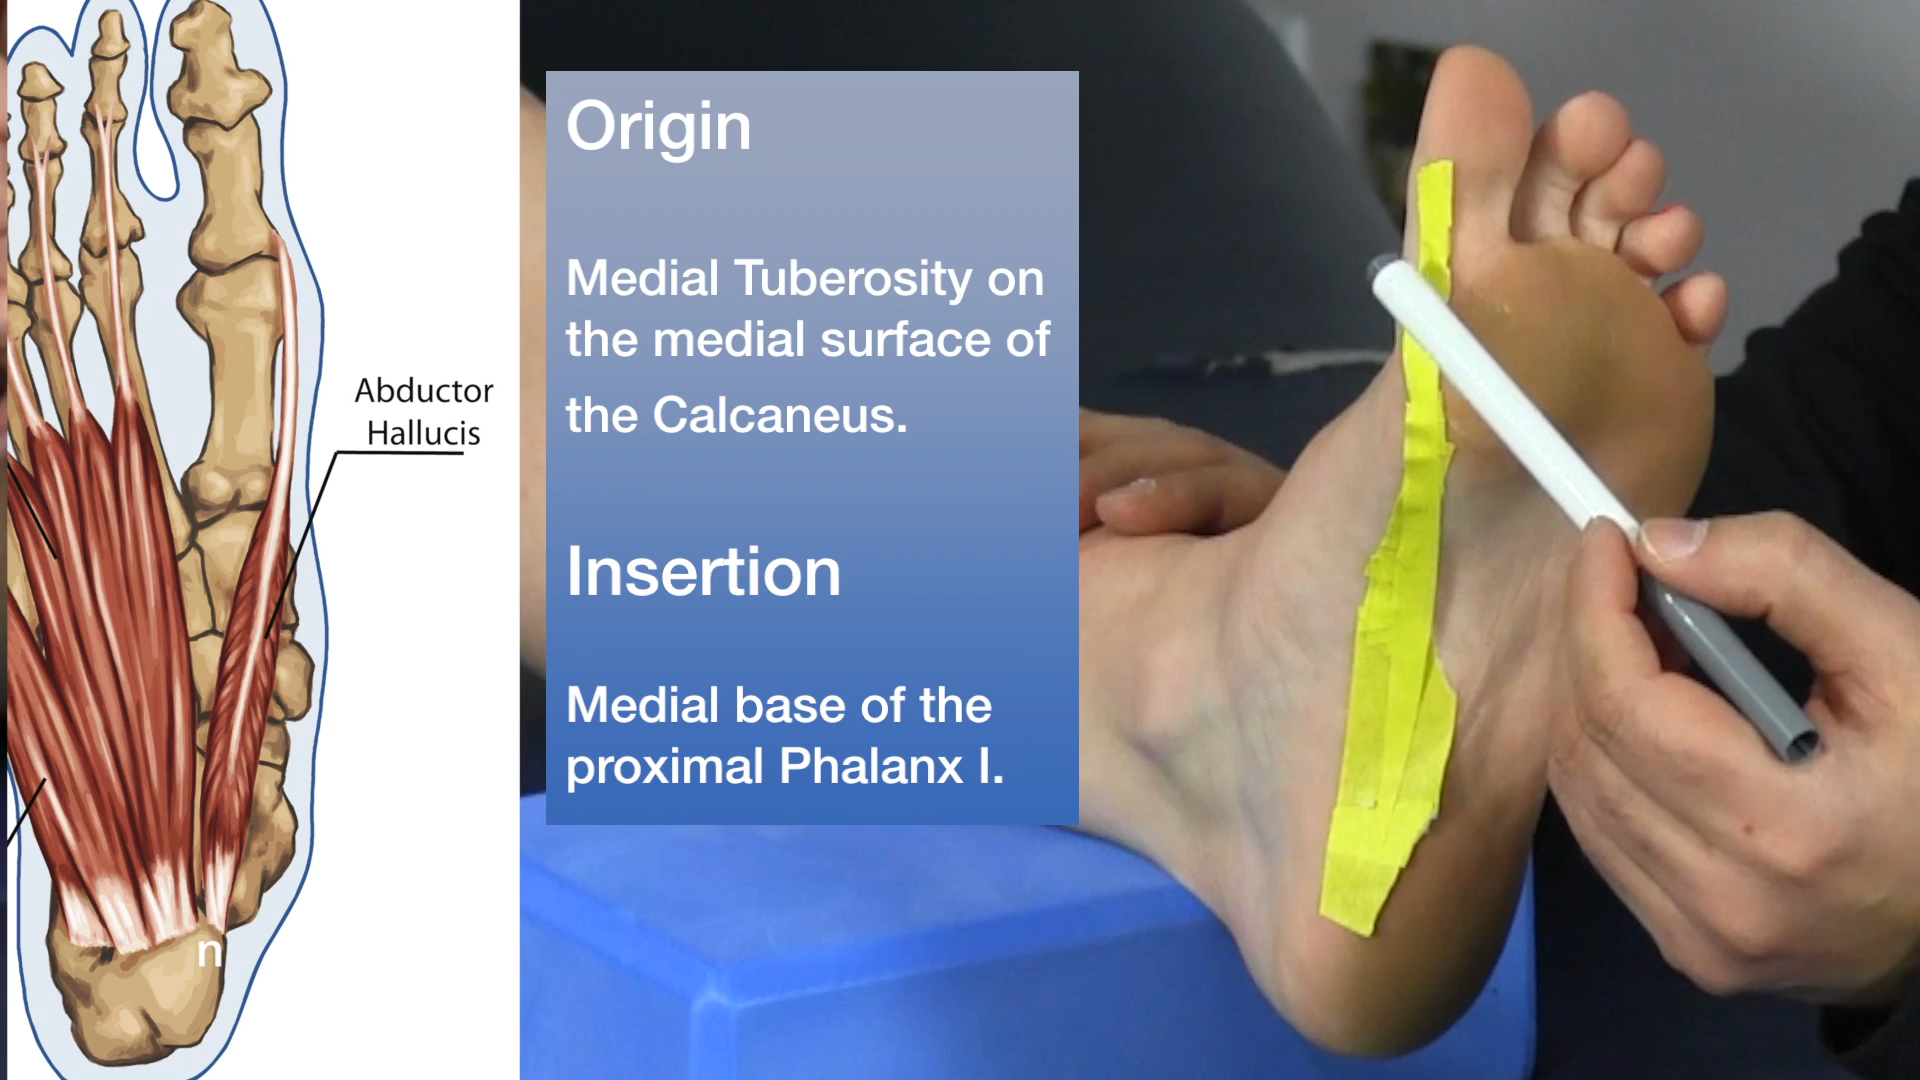 Abductor
Hallucis
n
Origin
Medial Tuberosity on
the medial surface of
the Calcaneus.
Insertion
Medial base of the
proximal Phalanx I.